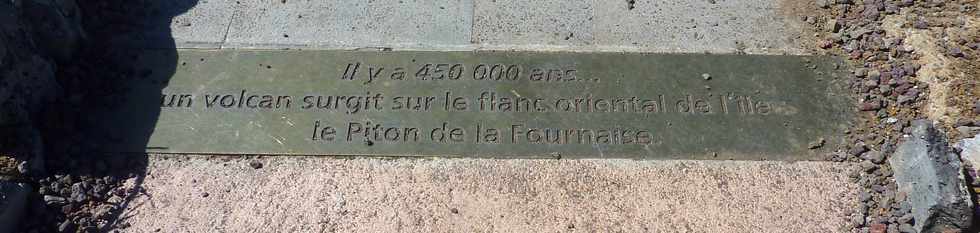 Il y a 450 000 ans...
un volcan surgit sur le flanc oriental de l'île...
le Piton de la Fournaise.